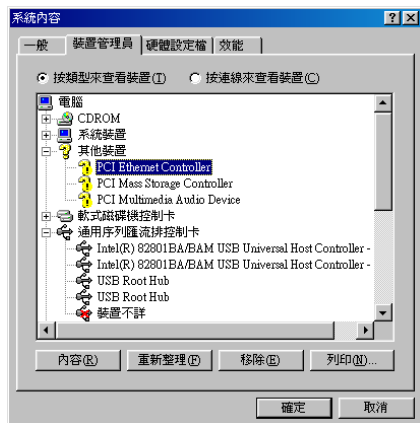 系統內容
一般 裝置管理員 硬體設定檔 效能
按類型來查看裝置(T) 按連線來查看裝置(C)
電腦
CDROM
系統裝置
其他裝置
PCI Ethernet Controller
PCI Mass Storage Controller
PCI Multimedia Audio Device
軟式磁碟機控制卡
通用序列匯流排控制卡
Intel(R) 82801BA/BAM USB Universal Host Controller -
Intel(R) 82801BA/BAM USB Universal Host Controller -
USB Root Hub
USB Root Hub
裝置不詳
內容(R) 重新整理(F) 移除(E) 列印(N)...
確定 取消